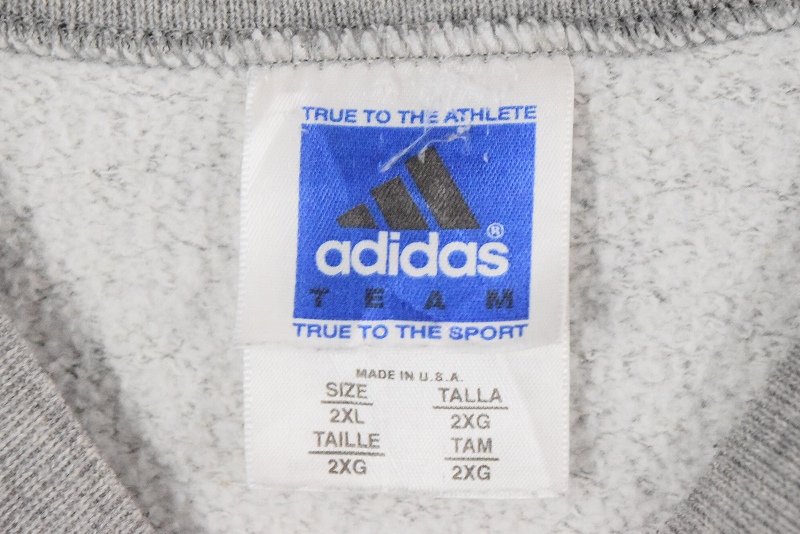 TRUE TO THE ATHLETE
adidas®
TEAM
TRUE TO THE SPORT
MADE IN U.S.A.
SIZE TALLA
2XL 2XG
TAILLE TAM
2XG 2XG